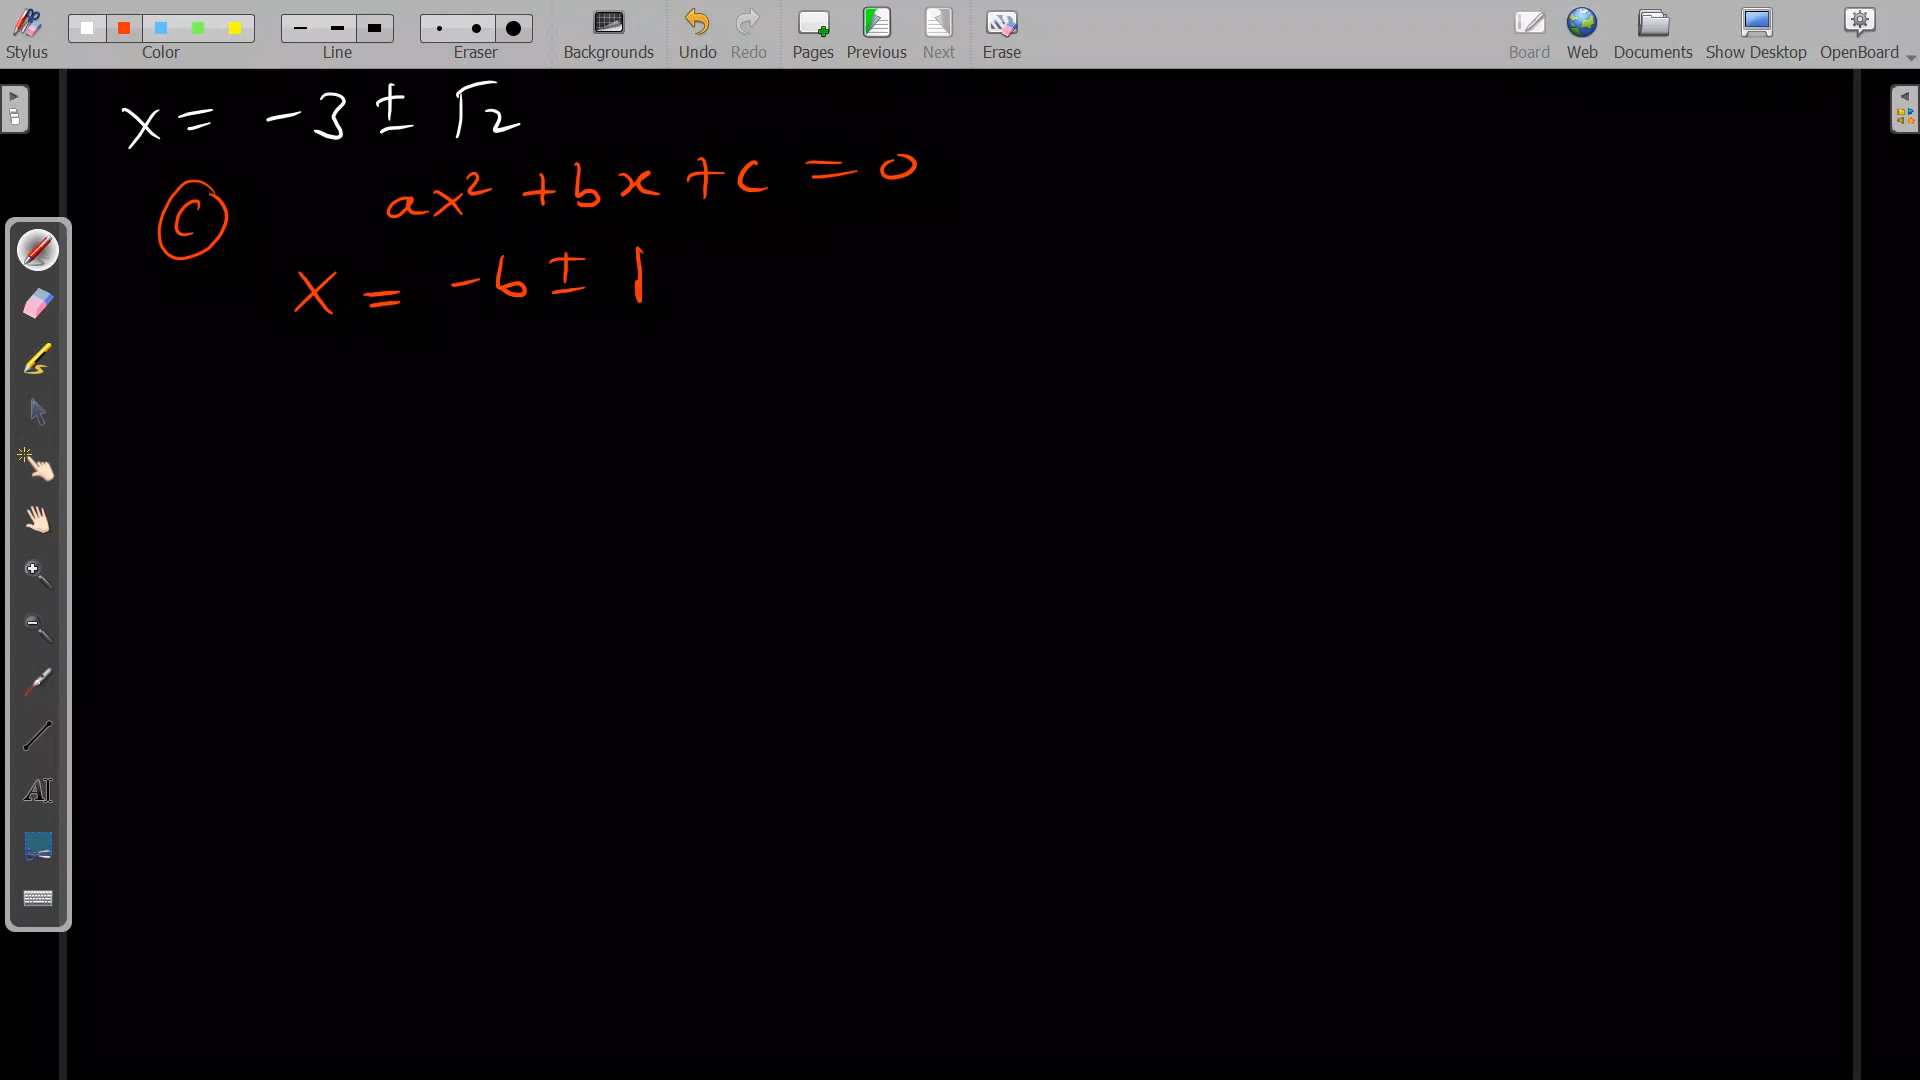 Stylus Color Line Eraser Backgrounds Undo Redo Pages Previous Next Erase Board Web Documents Show Desktop OpenBoard
x = -3 ± √2
C ax² + bx + c = 0
x = -b ±